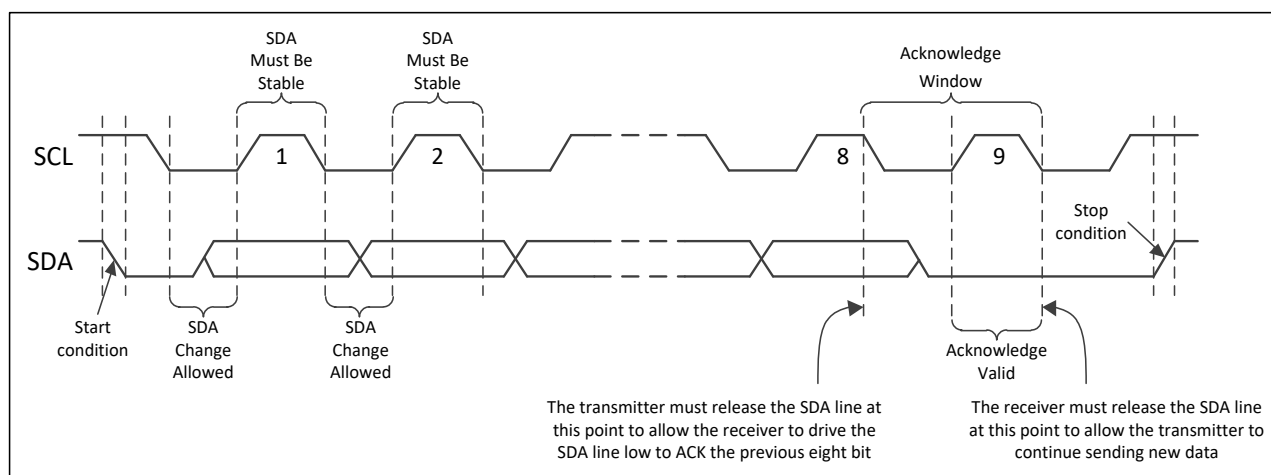 SDA
Must Be
Stable
SDA
Must Be
Stable
Acknowledge
Window
SCL
1
2
8
9
SDA
Stop
condition
Start
condition
SDA
Change
Allowed
SDA
Change
Allowed
Acknowledge
Valid
The transmitter must release the SDA line at
this point to allow the receiver to drive the
SDA line low to ACK the previous eight bit
The receiver must release the SDA line
at this point to allow the transmitter to
continue sending new data